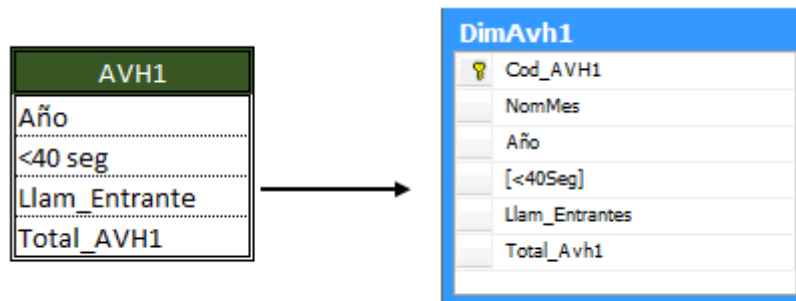 AVH1
Año
<40 seg
Llam_Entrante
Total_AVH1
DimAvh1
Cod_AVH1
NomMes
Año
[<40Seg]
Llam_Entrantes
Total_Avh1